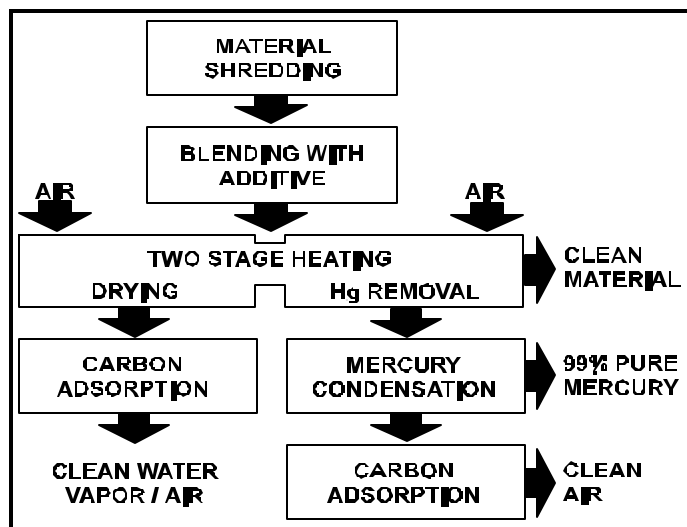 MATERIAL
SHREDDING
BLENDING WITH
ADDITIVE
AIR
AIR
TWO STAGE HEATING
DRYING
Hg REMOVAL
CLEAN
MATERIAL
CARBON
ADSORPTION
MERCURY
CONDENSATION
99% PURE
MERCURY
CLEAN WATER
VAPOR / AIR
CARBON
ADSORPTION
CLEAN
AIR